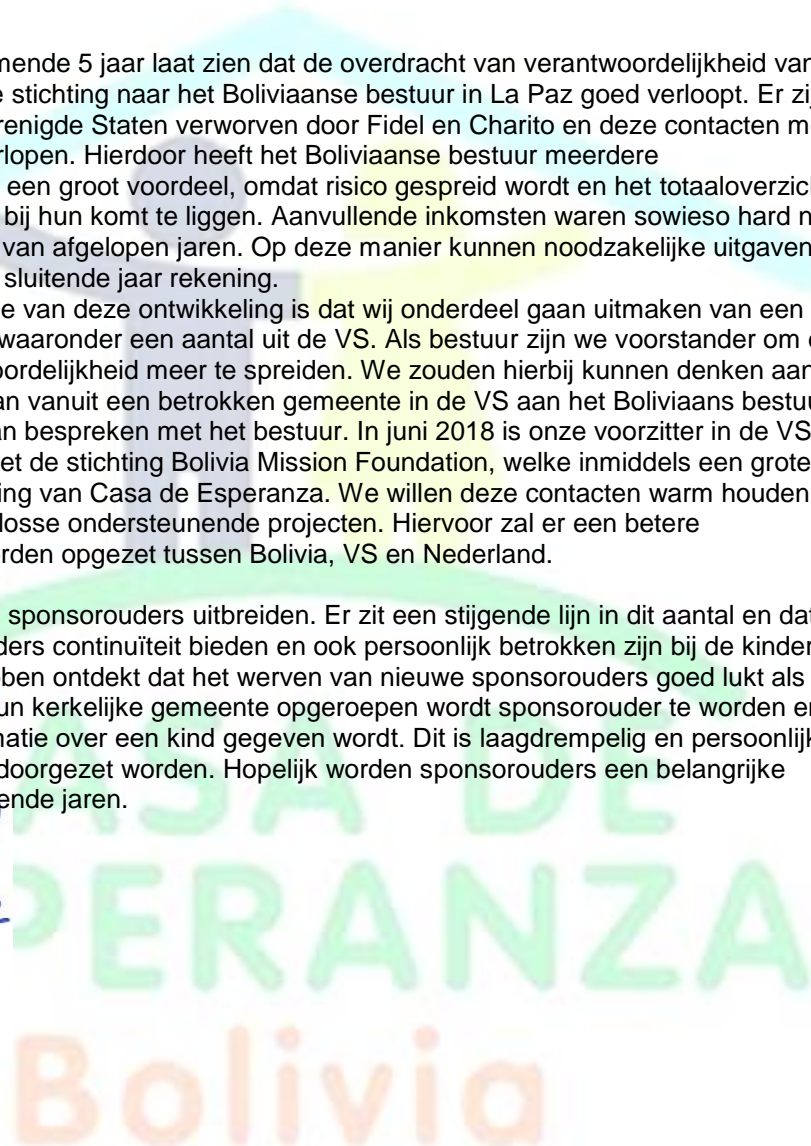 mende 5 jaar laat zien dat de overdracht van verantwoordelijkheid van
e stichting naar het Boliviaanse bestuur in La Paz goed verloopt. Er zij
renigde Staten verworven door Fidel en Charito en deze contacten m
rlopen. Hierdoor heeft het Boliviaanse bestuur meerdere
een groot voordeel, omdat risico gespreid wordt en het totaaloverzich
bij hun komt te liggen. Aanvullende inkomsten waren sowieso hard n
van afgelopen jaren. Op deze manier kunnen noodzakelijke uitgaven
sluitende jaar rekening.
e van deze ontwikkeling is dat wij onderdeel gaan uitmaken van een
waaronder een aantal uit de VS. Als bestuur zijn we voorstander om d
oordelijkheid meer te spreiden. We zouden hierbij kunnen denken aan
an vanuit een betrokken gemeente in de VS aan het Boliviaans bestuu
an bespreken met het bestuur. In juni 2018 is onze voorzitter in de VS
et de stichting Bolivia Mission Foundation, welke inmiddels een grote
ing van Casa de Esperanza. We willen deze contacten warm houden
losse ondersteunende projecten. Hiervoor zal er een betere
orden opgezet tussen Bolivia, VS en Nederland.
sponsorouders uitbreiden. Er zit een stijgende lijn in dit aantal en dat
ders continuïteit bieden en ook persoonlijk betrokken zijn bij de kinder
bben ontdekt dat het werven van nieuwe sponsorouders goed lukt als
un kerkelijke gemeente opgeroepen wordt sponsorouder te worden en
matie over een kind gegeven wordt. Dit is laagdrempelig en persoonlijk
doorgezet worden. Hopelijk worden sponsorouders een belangrijke
ende jaren.
ASA DE
PERANZA
Bolivia